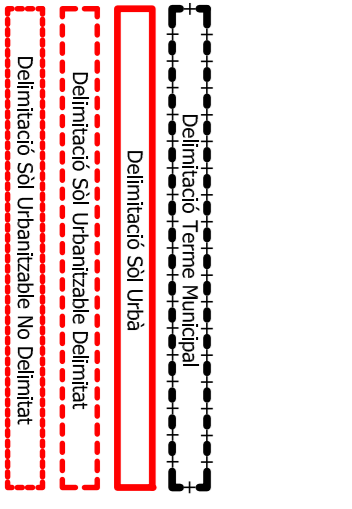 Delimitació Terme Municipal
Delimitació Sòl Urbà
Delimitació Sòl Urbanitzable Delimitat
Delimitació Sòl Urbanitzable No Delimitat